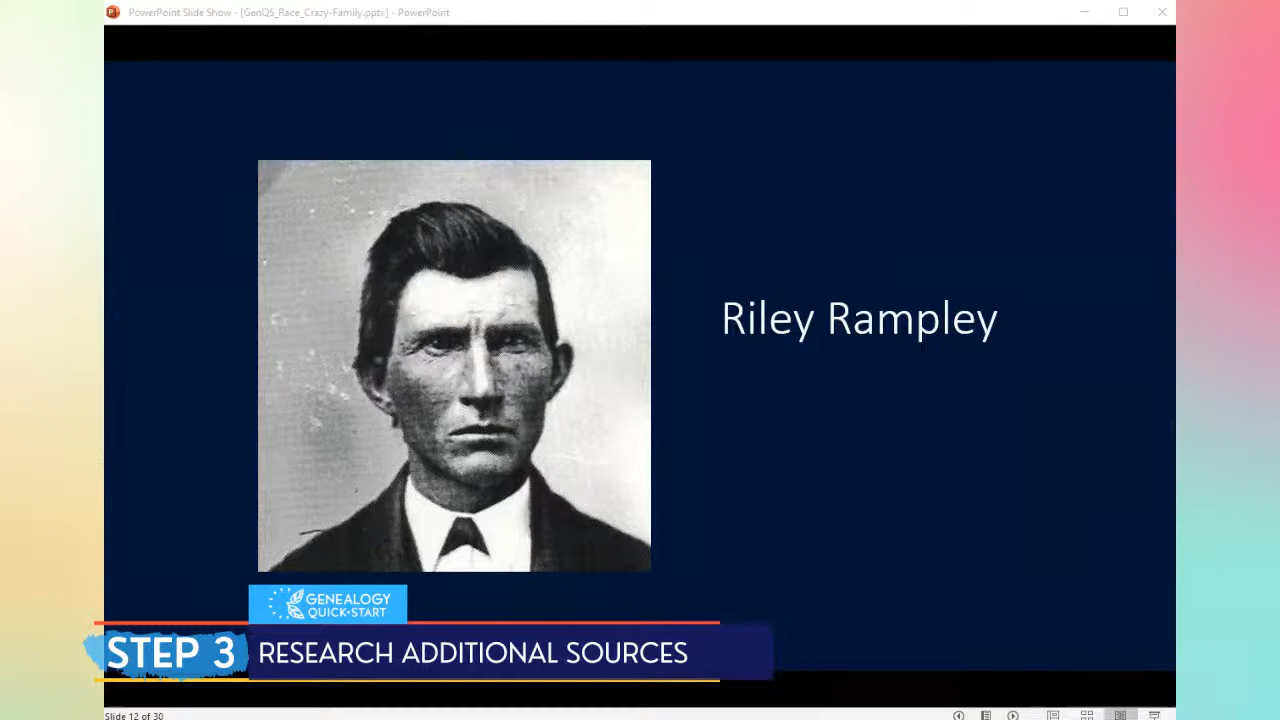 PowerPoint Slide Show - [GenQS_Race_Crazy-Family.pptx] - PowerPoint
Riley Rampley
GENEALOGY
QUICK•START
STEP 3
RESEARCH ADDITIONAL SOURCES
Slide 12 of 30